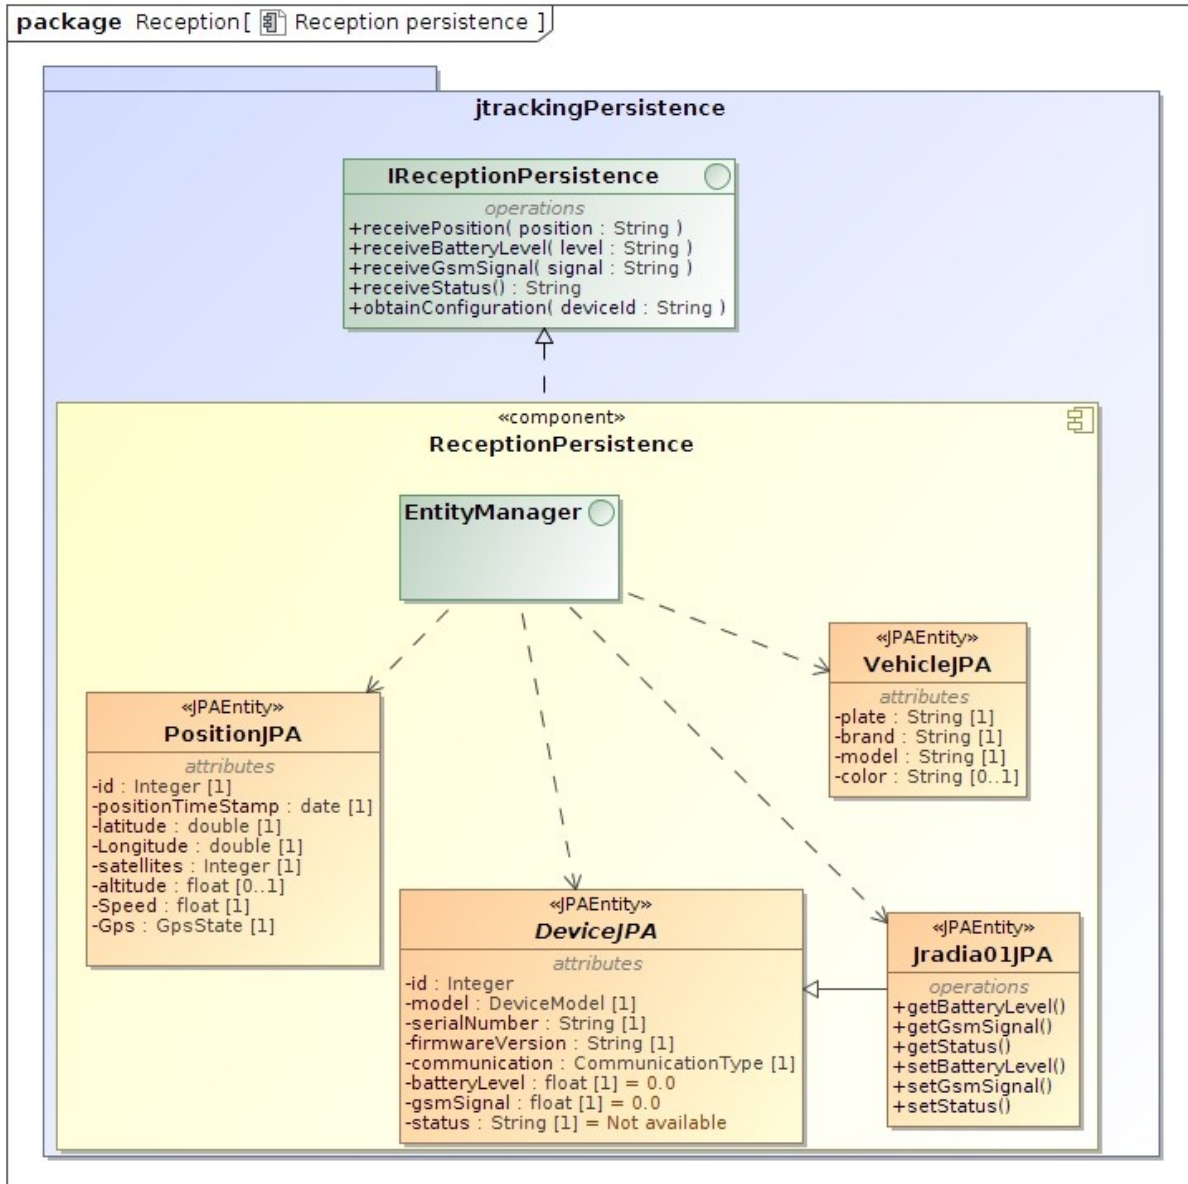 package Reception[ Reception persistence ]
jtrackingPersistence
IReceptionPersistence
operations
+receivePosition( position : String )
+receiveBatteryLevel( level : String )
+receiveGsmSignal( signal : String )
+receiveStatus() : String
+obtainConfiguration( deviceId : String )
«component»
ReceptionPersistence
EntityManager
«JPAEntity»
VehicleJPA
attributes
-plate : String [1]
-brand : String [1]
-model : String [1]
-color : String [0..1]
«JPAEntity»
PositionJPA
attributes
-id : Integer [1]
-positionTimeStamp : date [1]
-latitude : double [1]
-Longitude : double [1]
-satellites : Integer [1]
-altitude : float [0..1]
-Speed : float [1]
-Gps : GpsState [1]
«JPAEntity»
DeviceJPA
attributes
-id : Integer
-model : DeviceModel [1]
-serialNumber : String [1]
-firmwareVersion : String [1]
-communication : CommunicationType [1]
-batteryLevel : float [1] = 0.0
-gsmSignal : float [1] = 0.0
-status : String [1] = Not available
«JPAEntity»
Jradia01JPA
operations
+getBatteryLevel()
+getGsmSignal()
+getStatus()
+setBatteryLevel()
+setGsmSignal()
+setStatus()